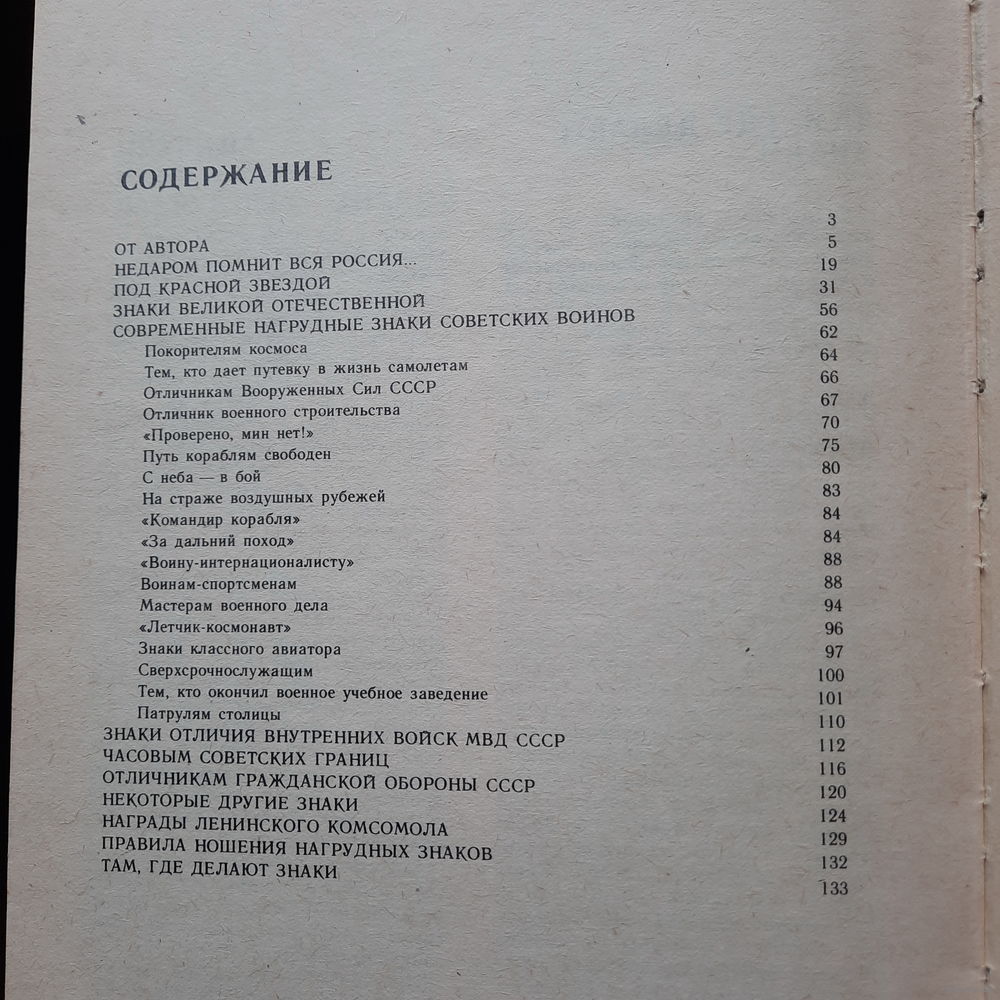 СОДЕРЖАНИЕ
ОТ АВТОРА 3
НЕДАРОМ ПОМНИТ ВСЯ РОССИЯ... 5
ПОД КРАСНОЙ ЗВЕЗДОЙ 19
ЗНАКИ ВЕЛИКОЙ ОТЕЧЕСТВЕННОЙ 31
СОВРЕМЕННЫЕ НАГРУДНЫЕ ЗНАКИ СОВЕТСКИХ ВОИНОВ 56
Покорителям космоса 62
Тем, кто дает путевку в жизнь самолетам 64
Отличникам Вооруженных Сил СССР 66
Отличник военного строительства 67
«Проверено, мин нет!» 70
Путь кораблям свободен 75
С неба — в бой 80
На страже воздушных рубежей 83
«Командир корабля» 84
«За дальний поход» 84
«Воину-интернационалисту» 88
Воинам-спортсменам 88
Мастерам военного дела 94
«Летчик-космонавт» 96
Знаки классного авиатора 97
Сверхсрочнослужащим 100
Тем, кто окончил военное учебное заведение 101
Патрулям столицы 110
ЗНАКИ ОТЛИЧИЯ ВНУТРЕННИХ ВОЙСК МВД СССР 112
ЧАСОВЫМ СОВЕТСКИХ ГРАНИЦ 116
ОТЛИЧНИКАМ ГРАЖДАНСКОЙ ОБОРОНЫ СССР 120
НЕКОТОРЫЕ ДРУГИЕ ЗНАКИ 124
НАГРАДЫ ЛЕНИНСКОГО КОМСОМОЛА 129
ПРАВИЛА НОШЕНИЯ НАГРУДНЫХ ЗНАКОВ 132
ТАМ, ГДЕ ДЕЛАЮТ ЗНАКИ 133